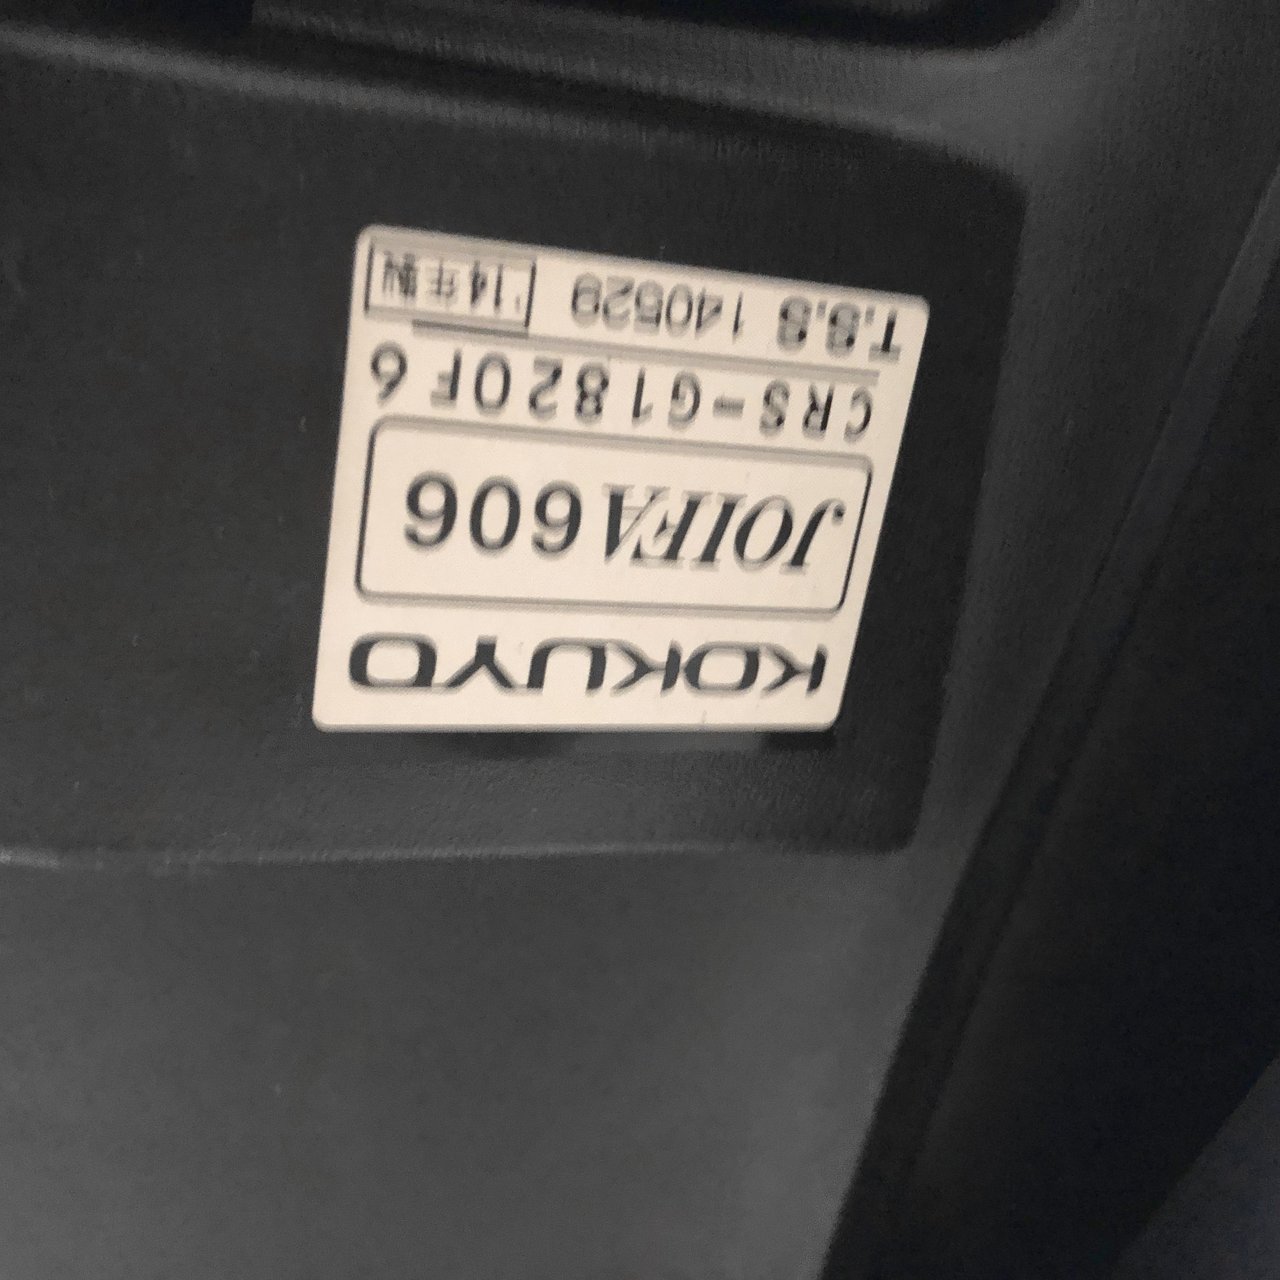 KOKUYO
JOIFA606
CRS-G1820F6
T.S.S 140529 '14年製